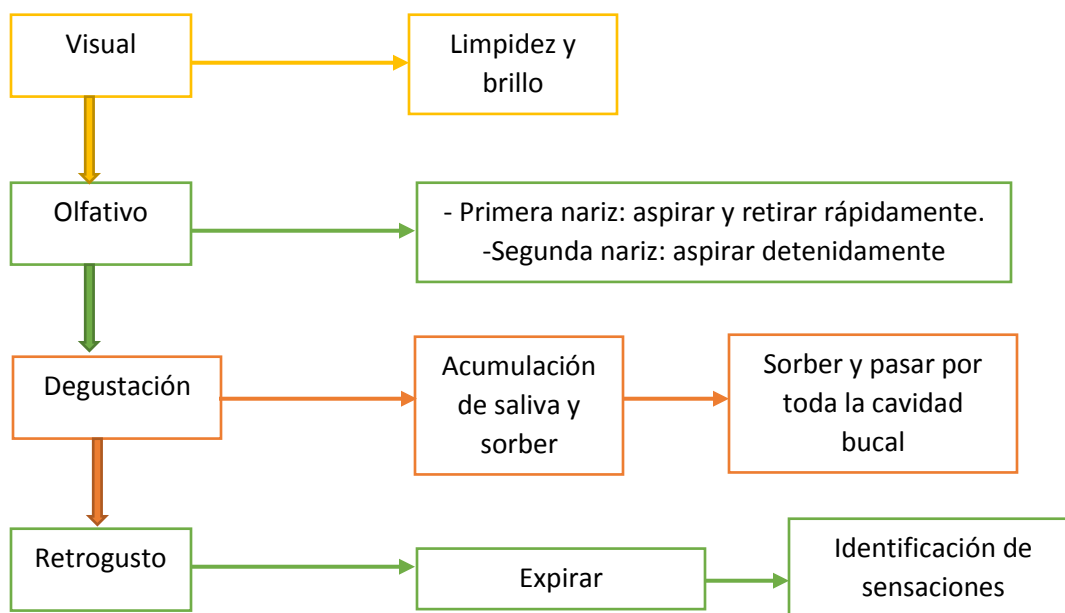 Visual
Limpidez y
brillo
Olfativo
- Primera nariz: aspirar y retirar rápidamente.
-Segunda nariz: aspirar detenidamente
Degustación
Acumulación
de saliva y
sorber
Sorber y pasar por
toda la cavidad
bucal
Retrogusto
Expirar
Identificación de
sensaciones